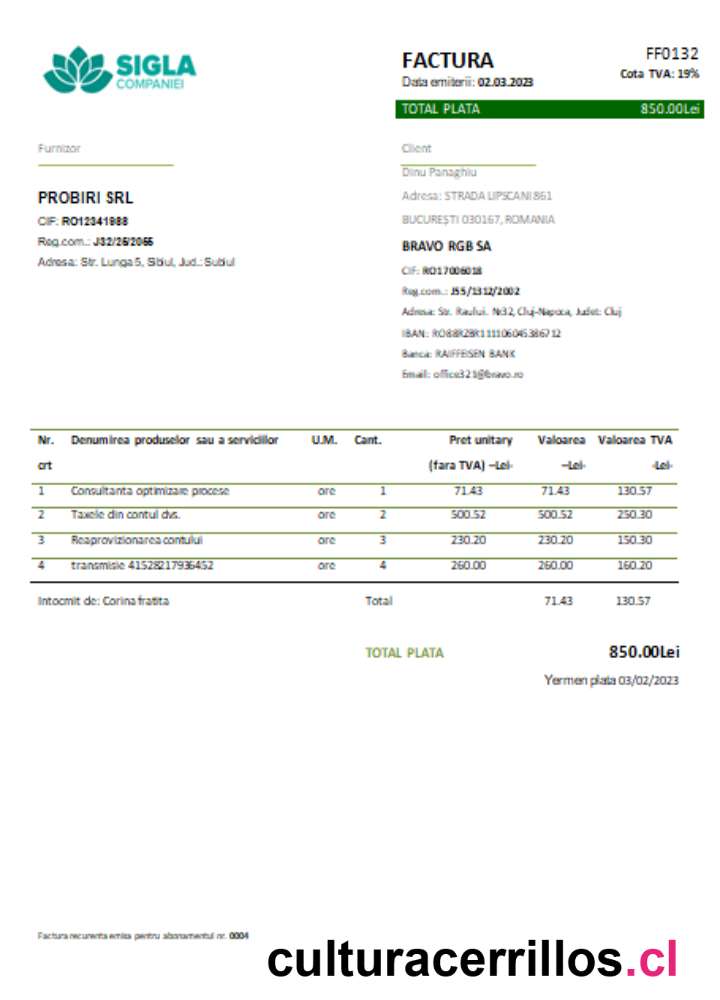 SIGLA
COMPANIEI
FACTURA
FF0132
Data emiterii: 02.03.2023
Cota TVA: 19%
TOTAL PLATA 850.00Lei
Furnizor
PROBIRI SRL
CIF: RO12341988
Reg.com.: J32/26/2055
Adresa: Str. Lunga 5, Sibiul, Jud.: Subiul
Client
Dinu Panaghiu
Adresa: STRADA LIPSCANI 861
BUCUREȘTI 030167, ROMANIA
BRAVO RGB SA
CIF: RO17006018
Reg.com.: J55/1312/2002
Adresa: Str. Raului. Nr32, Cluj-Napoca, Judet: Cluj
IBAN: RO88RZBR111106045386712
Banca: RAIFFEISEN BANK
Email: office321@bravo.ro
Nr. Denumirea produselor sau a serviciilor U.M. Cant. Pret unitary Valoarea Valoarea TVA
crt (fara TVA) –Lei- –Lei- -Lei-
1 Consultanta optimizare procese ore 1 71.43 71.43 130.57
2 Taxele din contul dvs. ore 2 500.52 500.52 250.30
3 Reaprovizionarea contului ore 3 230.20 230.20 150.30
4 transmisie 41528217936452 ore 4 260.00 260.00 160.20
Intocmit de: Corina fratita Total 71.43 130.57
TOTAL PLATA 850.00Lei
Yermen plata 03/02/2023
Factura recurenta emisa pentru abonamentul nr. 0004
culturacerrillos.cl